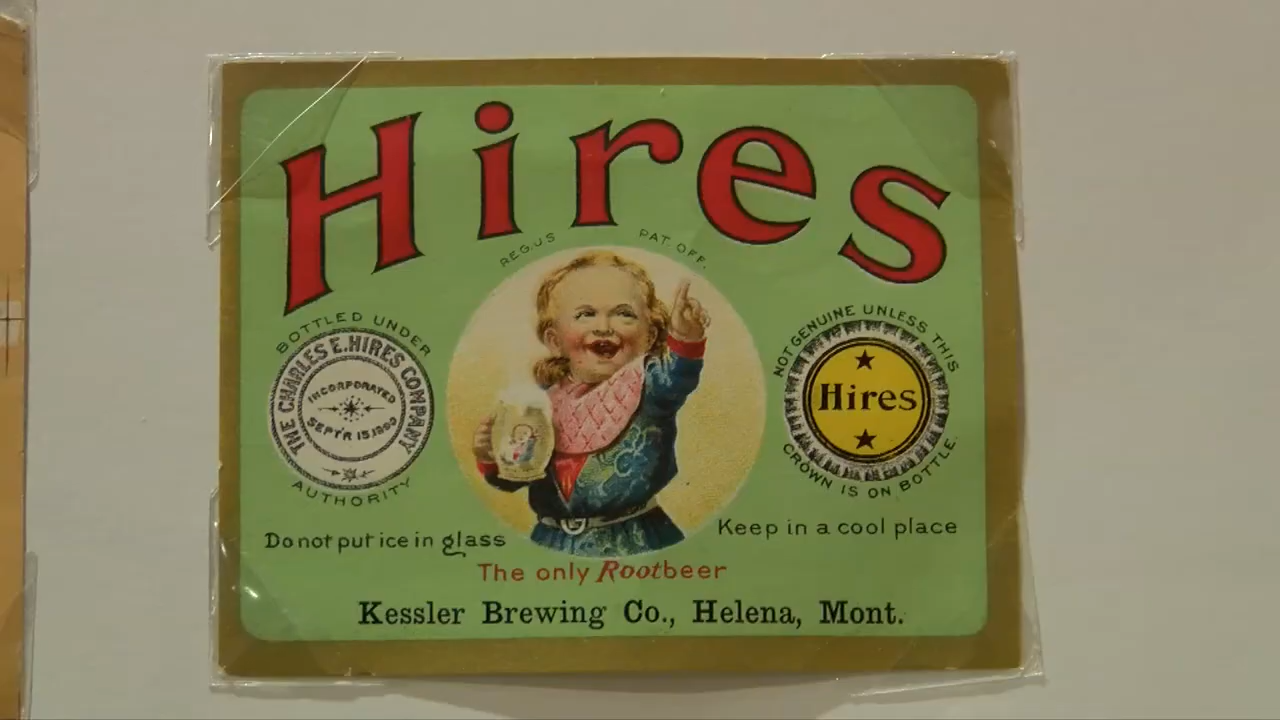 Hires
REG. U S PAT. OFF.
BOTTLED UNDER
THE CHARLES E. HIRES COMPANY
INCORPORATED
SEPT'R 15.1890
AUTHORITY
NOT GENUINE UNLESS THIS
Hires
CROWN IS ON BOTTLE.
Do not put ice in glass
Keep in a cool place
The only Rootbeer
Kessler Brewing Co., Helena, Mont.